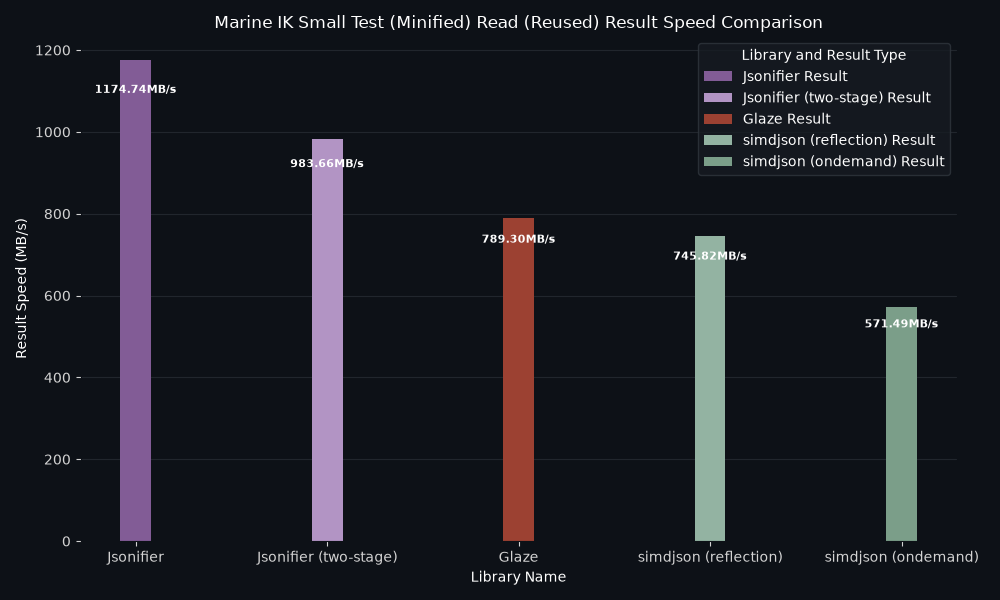 Marine IK Small Test (Minified) Read (Reused) Result Speed Comparison
Library and Result Type
Jsonifier Result
Jsonifier (two-stage) Result
Glaze Result
simdjson (reflection) Result
simdjson (ondemand) Result
Result Speed (MB/s)
1200
1000
800
600
400
200
0
1174.74MB/s
983.66MB/s
789.30MB/s
745.82MB/s
571.49MB/s
Jsonifier
Jsonifier (two-stage)
Glaze
simdjson (reflection)
simdjson (ondemand)
Library Name